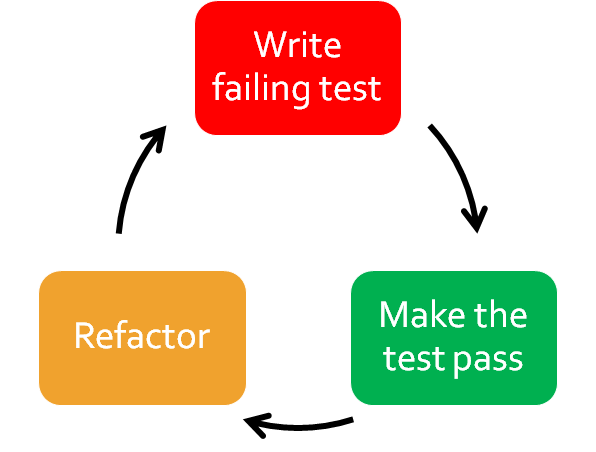 Write
failing test
Make the
test pass
Refactor